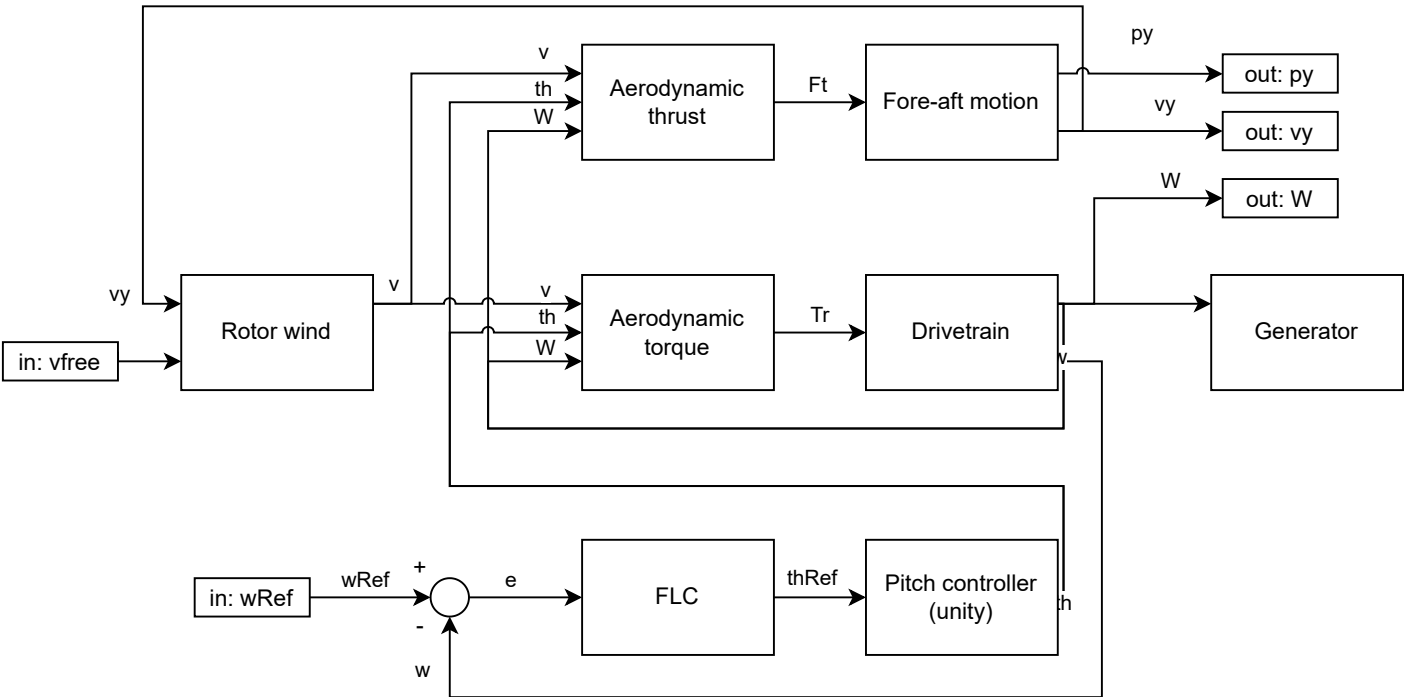 py
v
Aerodynamic
thrust
Ft
Fore-aft motion
out: py
th
W
vy
out: vy
W
out: W
vy
v
v
Rotor wind
th
Aerodynamic
torque
Tr
Drivetrain
Generator
W
w
in: vfree
+
wRef
e
FLC
thRef
Pitch controller
(unity)
th
in: wRef
-
w